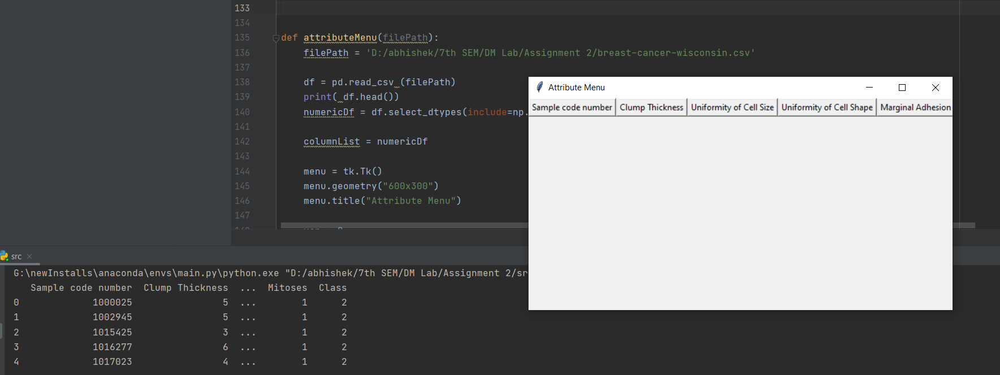 133
134
135 def attributeMenu(filePath):
136 filePath = 'D:/abhishek/7th SEM/DM Lab/Assignment 2/breast-cancer-wisconsin.csv'
137
138 df = pd.read_csv (filePath)
139 print( df.head())
140 numericDf = df.select_dtypes(include=np.
141
142 columnList = numericDf
143
144 menu = tk.Tk()
145 menu.geometry("600x300")
146 menu.title("Attribute Menu")
147
Attribute Menu
Sample code number Clump Thickness Uniformity of Cell Size Uniformity of Cell Shape Marginal Adhesion
src
G:\newInstalls\anaconda\envs\main.py\python.exe "D:/abhishek/7th SEM/DM Lab/Assignment 2/sr
Sample code number Clump Thickness ... Mitoses Class
0 1000025 5 ... 1 2
1 1002945 5 ... 1 2
2 1015425 3 ... 1 2
3 1016277 6 ... 1 2
4 1017023 4 ... 1 2